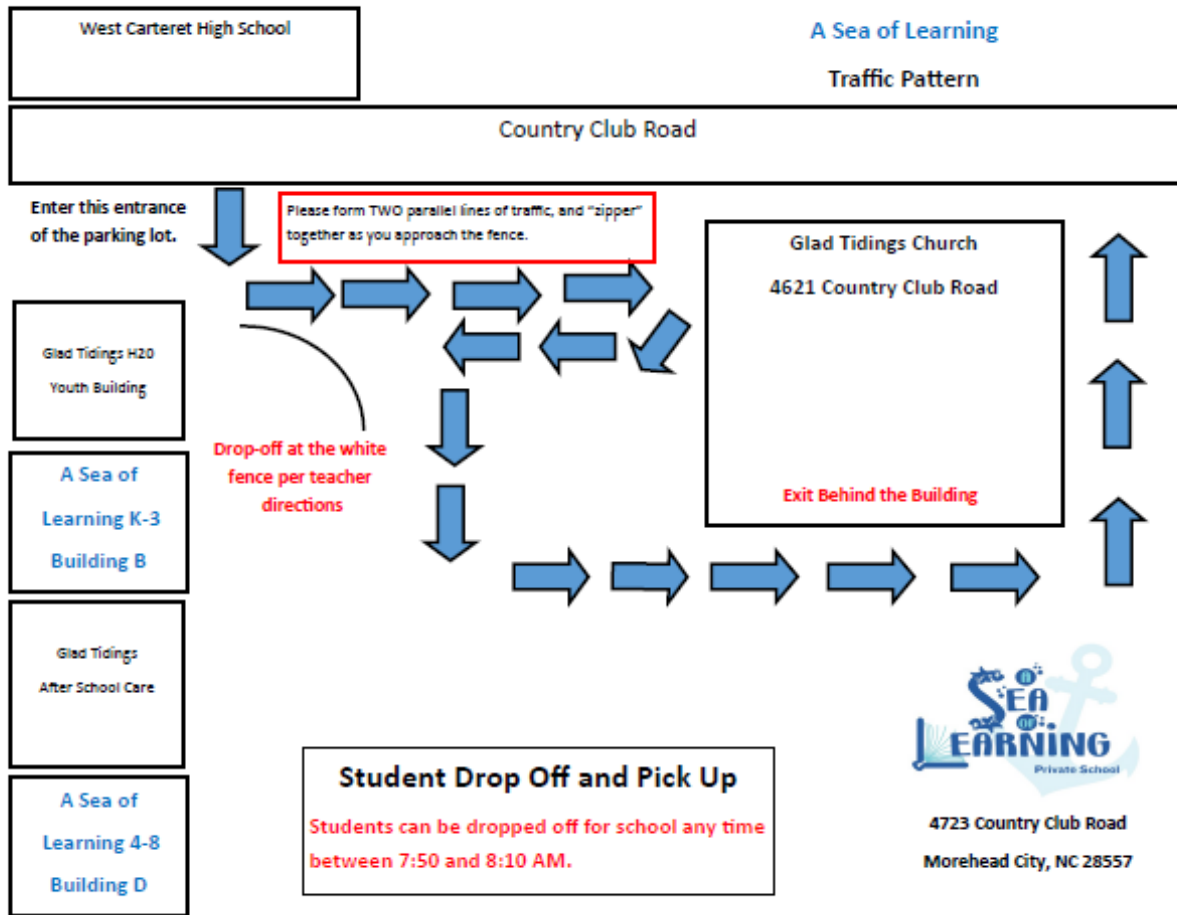 West Carteret High School
A Sea of Learning
Traffic Pattern
Country Club Road
Enter this entrance
of the parking lot.
Please form TWO parallel lines of traffic, and “zipper”
together as you approach the fence.
Glad Tidings Church
4621 Country Club Road
Exit Behind the Building
Glad Tidings H20
Youth Building
Drop-off at the white
fence per teacher
directions
A Sea of
Learning K-3
Building B
Glad Tidings
After School Care
A Sea of
Learning 4-8
Building D
Student Drop Off and Pick Up
Students can be dropped off for school any time
between 7:50 and 8:10 AM.
A
SEA
OF
LEARNING
Private School
4723 Country Club Road
Morehead City, NC 28557